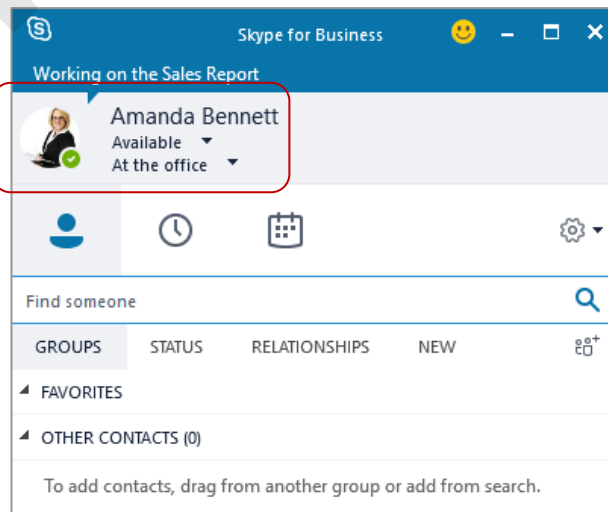 Skype for Business
Working on the Sales Report
Amanda Bennett
Available
At the office
Find someone
GROUPS STATUS RELATIONSHIPS NEW
FAVORITES
OTHER CONTACTS (0)
To add contacts, drag from another group or add from search.